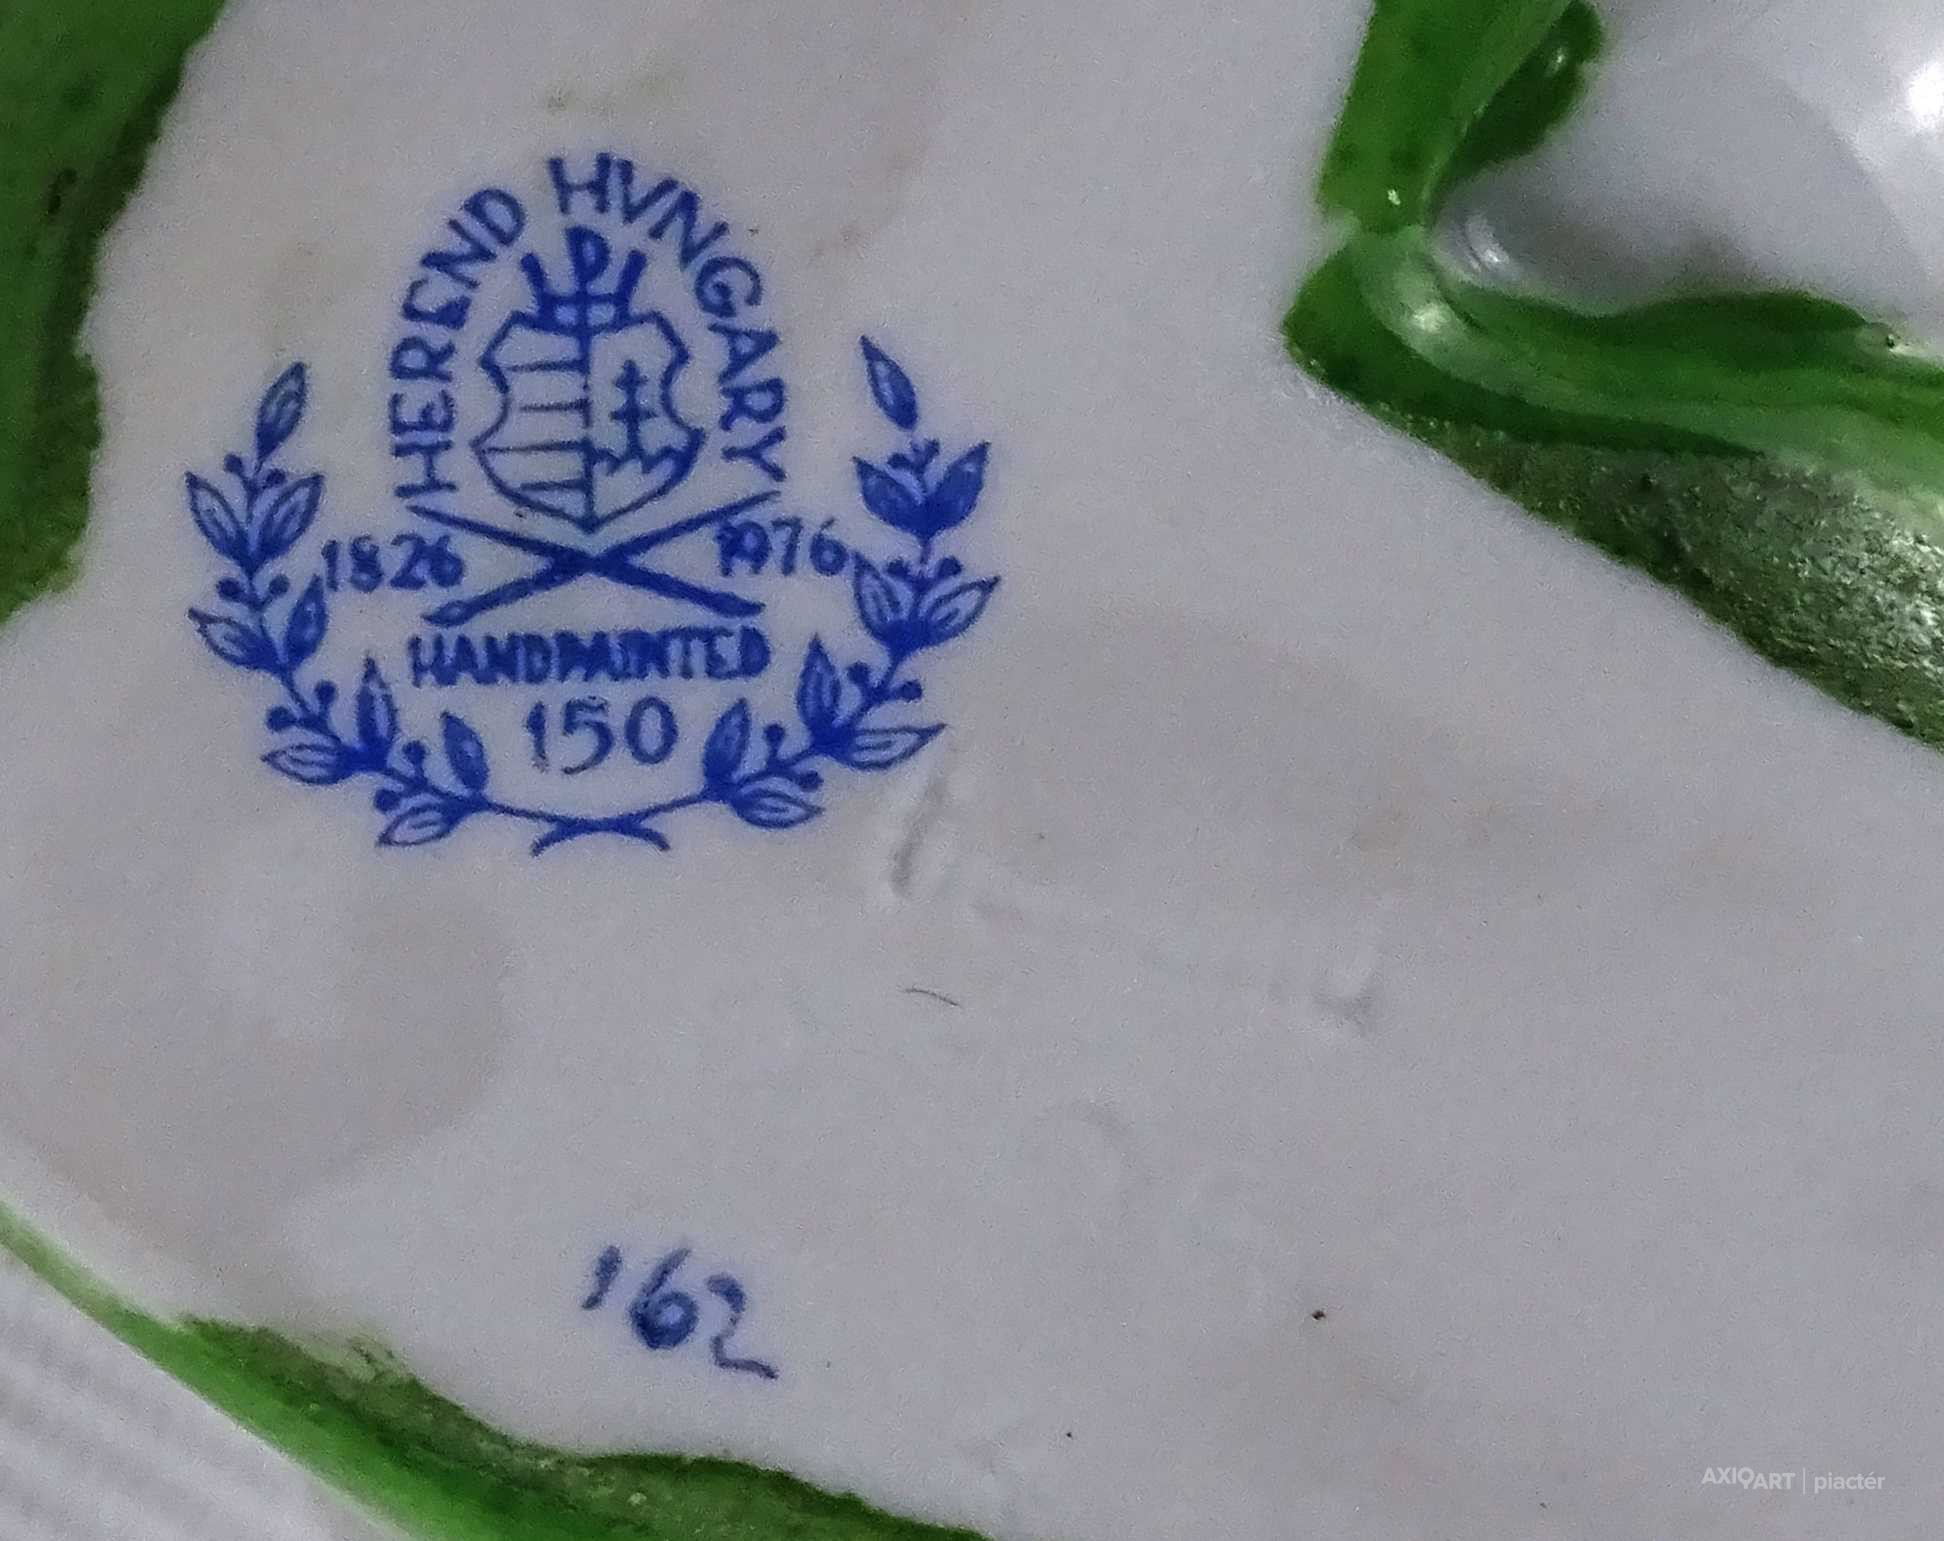 HEREND HVNGARY
1826 1976
HANDPAINTED
150
162
AXIOART | piactér